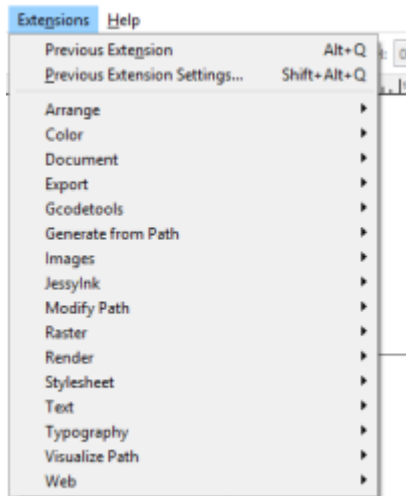 Extensions Help
Previous Extension Alt+Q
Previous Extension Settings... Shift+Alt+Q
Arrange
Color
Document
Export
Gcodetools
Generate from Path
Images
JessyInk
Modify Path
Raster
Render
Stylesheet
Text
Typography
Visualize Path
Web